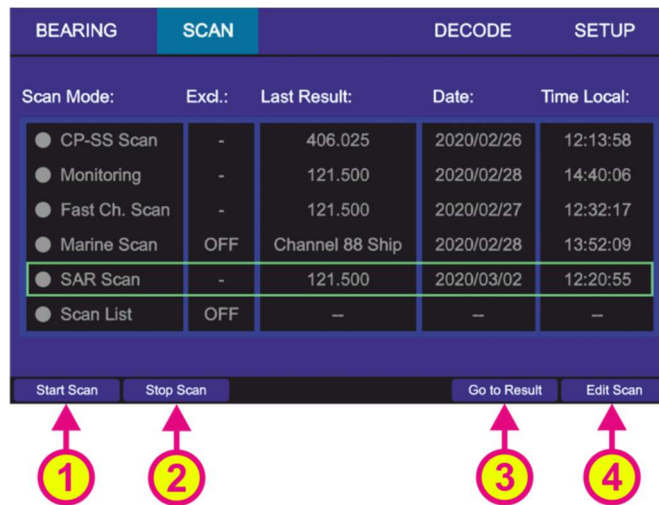 BEARING SCAN DECODE SETUP
Scan Mode: Excl.: Last Result: Date: Time Local:
CP-SS Scan - 406.025 2020/02/26 12:13:58
Monitoring - 121.500 2020/02/28 14:40:06
Fast Ch. Scan - 121.500 2020/02/27 12:32:17
Marine Scan OFF Channel 88 Ship 2020/02/28 13:52:09
SAR Scan - 121.500 2020/03/02 12:20:55
Scan List OFF -- -- --
Start Scan Stop Scan Go to Result Edit Scan
1 2 3 4